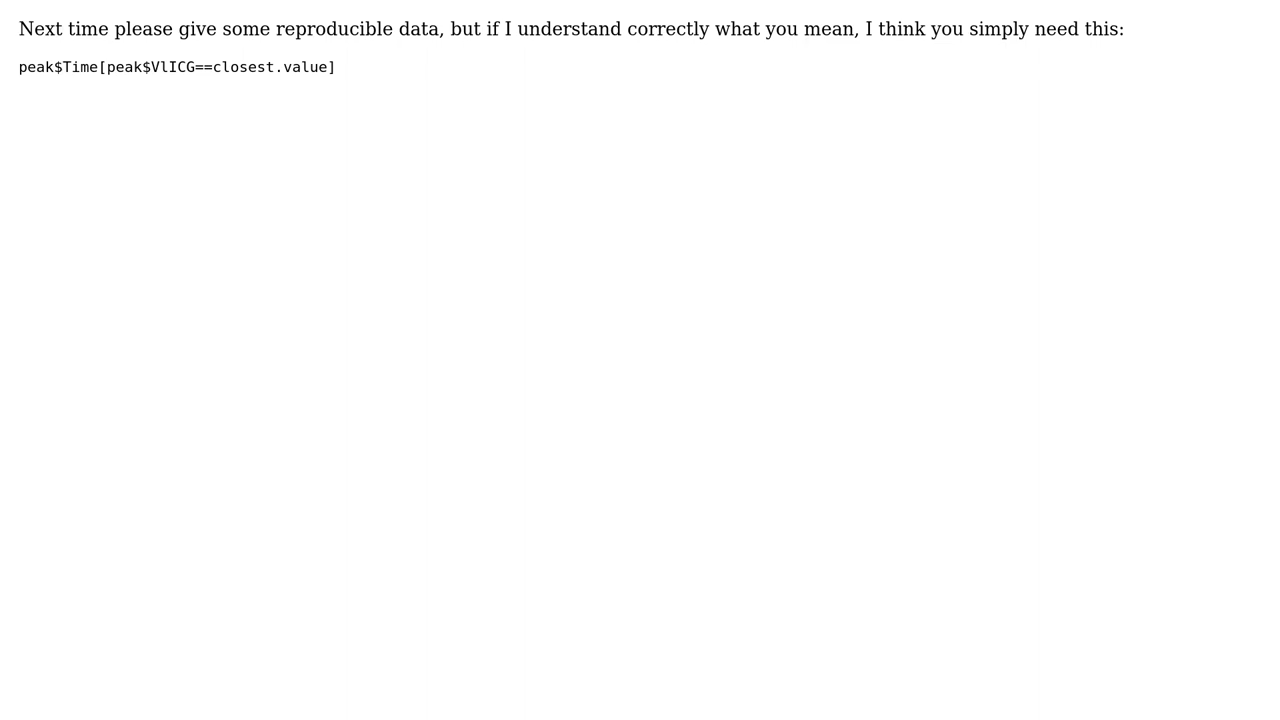 Next time please give some reproducible data, but if I understand correctly what you mean, I think you simply need this:
peak$Time[peak$VlICG==closest.value]